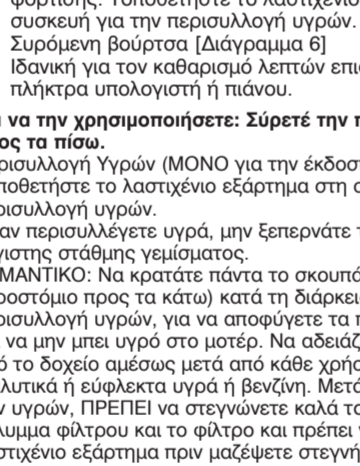 φόρτισης. Τοποθετήστε το λαστιχένιο
συσκευή για την περισυλλογή υγρών.
Συρόμενη βούρτσα [Διάγραμμα 6]
Ιδανική για τον καθαρισμό λεπτών επι
πλήκτρα υπολογιστή ή πιάνου.
να την χρησιμοποιήσετε: Σύρετέ την π
ος τα πίσω.
ρισυλλογή Υγρών (ΜΟΝΟ για την έκδοσ
ποθετήστε το λαστιχένιο εξάρτημα στη σ
ρισυλλογή υγρών.
αν περισυλλέγετε υγρά, μην ξεπερνάτε τ
γιστης στάθμης γεμίσματος.
ΜΑΝΤΙΚΟ: Να κρατάτε πάντα το σκουπά
ροστόμιο προς τα κάτω) κατά τη διάρκει
ρισυλλογή υγρών, για να αποφύγετε τα π
να μην μπει υγρό στο μοτέρ. Να αδειάζ
ό το δοχείο αμέσως μετά από κάθε χρήσ
λυτικά ή εύφλεκτα υγρά ή βενζίνη. Μετά
ν υγρών, ΠΡΕΠΕΙ να στεγνώνετε καλά το
λυμμα φίλτρου και το φίλτρο και πρέπει ν
στιχένιο εξάρτημα πριν μαζέψετε στεγνή